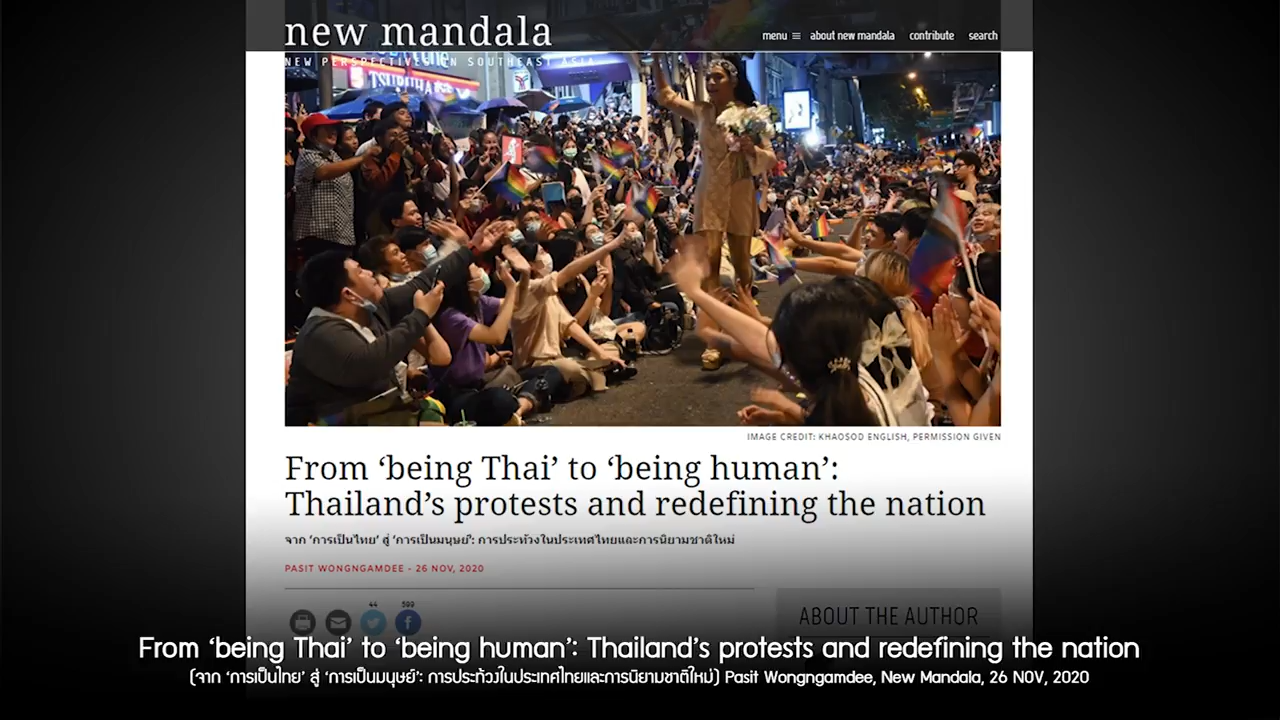 new mandala
menu
about new mandala
contribute
search
NEW PERSPECTIVES ON SOUTHEAST ASIA
TSURUHA
IMAGE CREDIT: KHAOSOD ENGLISH, PERMISSION GIVEN
From ‘being Thai’ to ‘being human’:
Thailand’s protests and redefining the nation
จาก ‘การเป็นไทย’ สู่ ‘การเป็นมนุษย์’: การประท้วงในประเทศไทยและการนิยามชาติใหม่
PASIT WONGNGAMDEE - 26 NOV, 2020
44
599
ABOUT THE AUTHOR
From ‘being Thai’ to ‘being human’: Thailand’s protests and redefining the nation
(จาก ‘การเป็นไทย’ สู่ ‘การเป็นมนุษย์’: การประท้วงในประเทศไทยและการนิยามชาติใหม่) Pasit Wongngamdee, New Mandala, 26 NOV, 2020